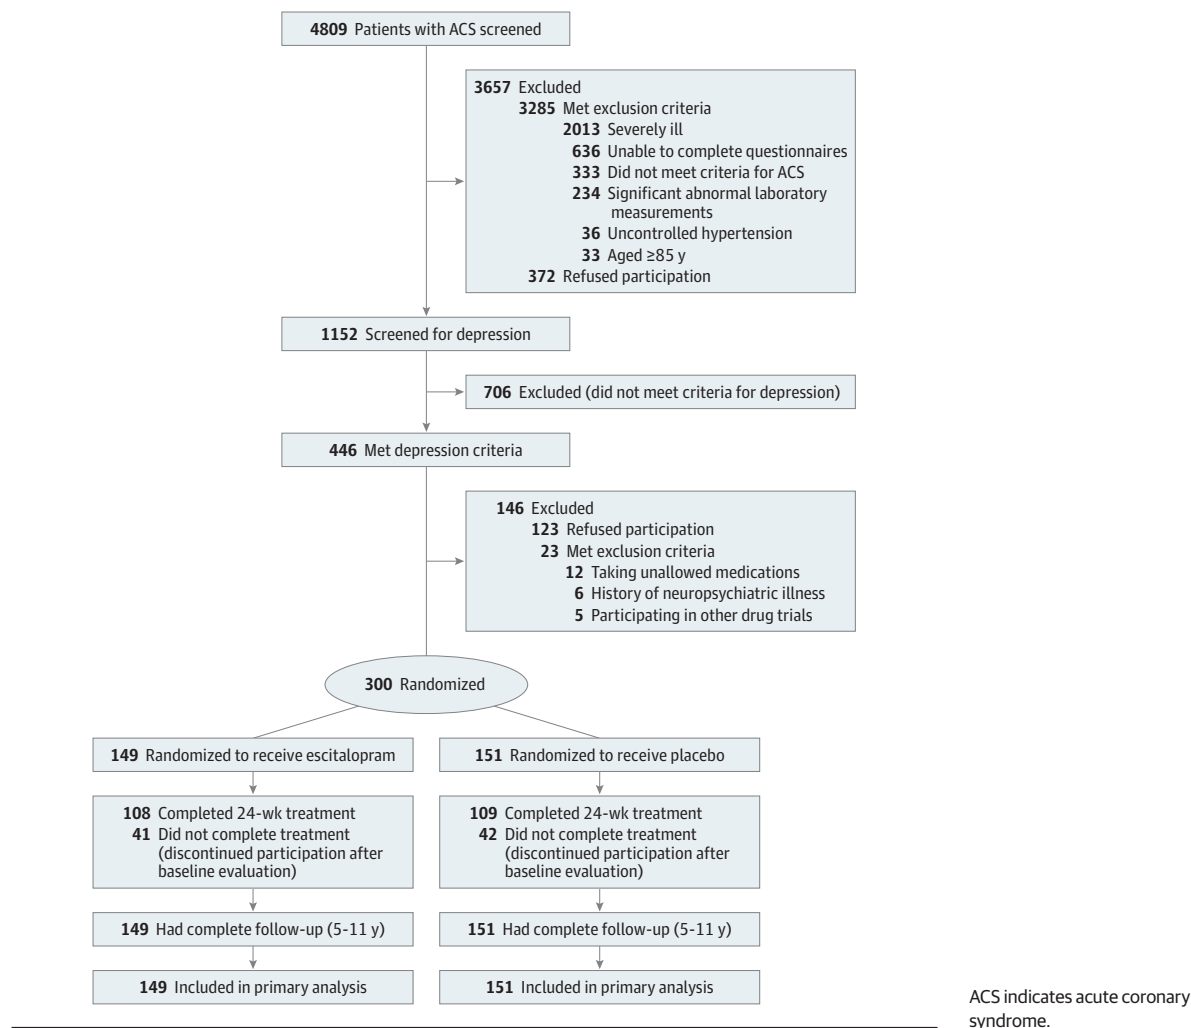 4809 Patients with ACS screened
3657 Excluded
3285 Met exclusion criteria
2013 Severely ill
636 Unable to complete questionnaires
333 Did not meet criteria for ACS
234 Significant abnormal laboratory
measurements
36 Uncontrolled hypertension
33 Aged ≥85 y
372 Refused participation
1152 Screened for depression
706 Excluded (did not meet criteria for depression)
446 Met depression criteria
146 Excluded
123 Refused participation
23 Met exclusion criteria
12 Taking unallowed medications
6 History of neuropsychiatric illness
5 Participating in other drug trials
300 Randomized
149 Randomized to receive escitalopram
108 Completed 24-wk treatment
41 Did not complete treatment
(discontinued participation after
baseline evaluation)
149 Had complete follow-up (5-11 y)
149 Included in primary analysis
151 Randomized to receive placebo
109 Completed 24-wk treatment
42 Did not complete treatment
(discontinued participation after
baseline evaluation)
151 Had complete follow-up (5-11 y)
151 Included in primary analysis
ACS indicates acute coronary
syndrome.